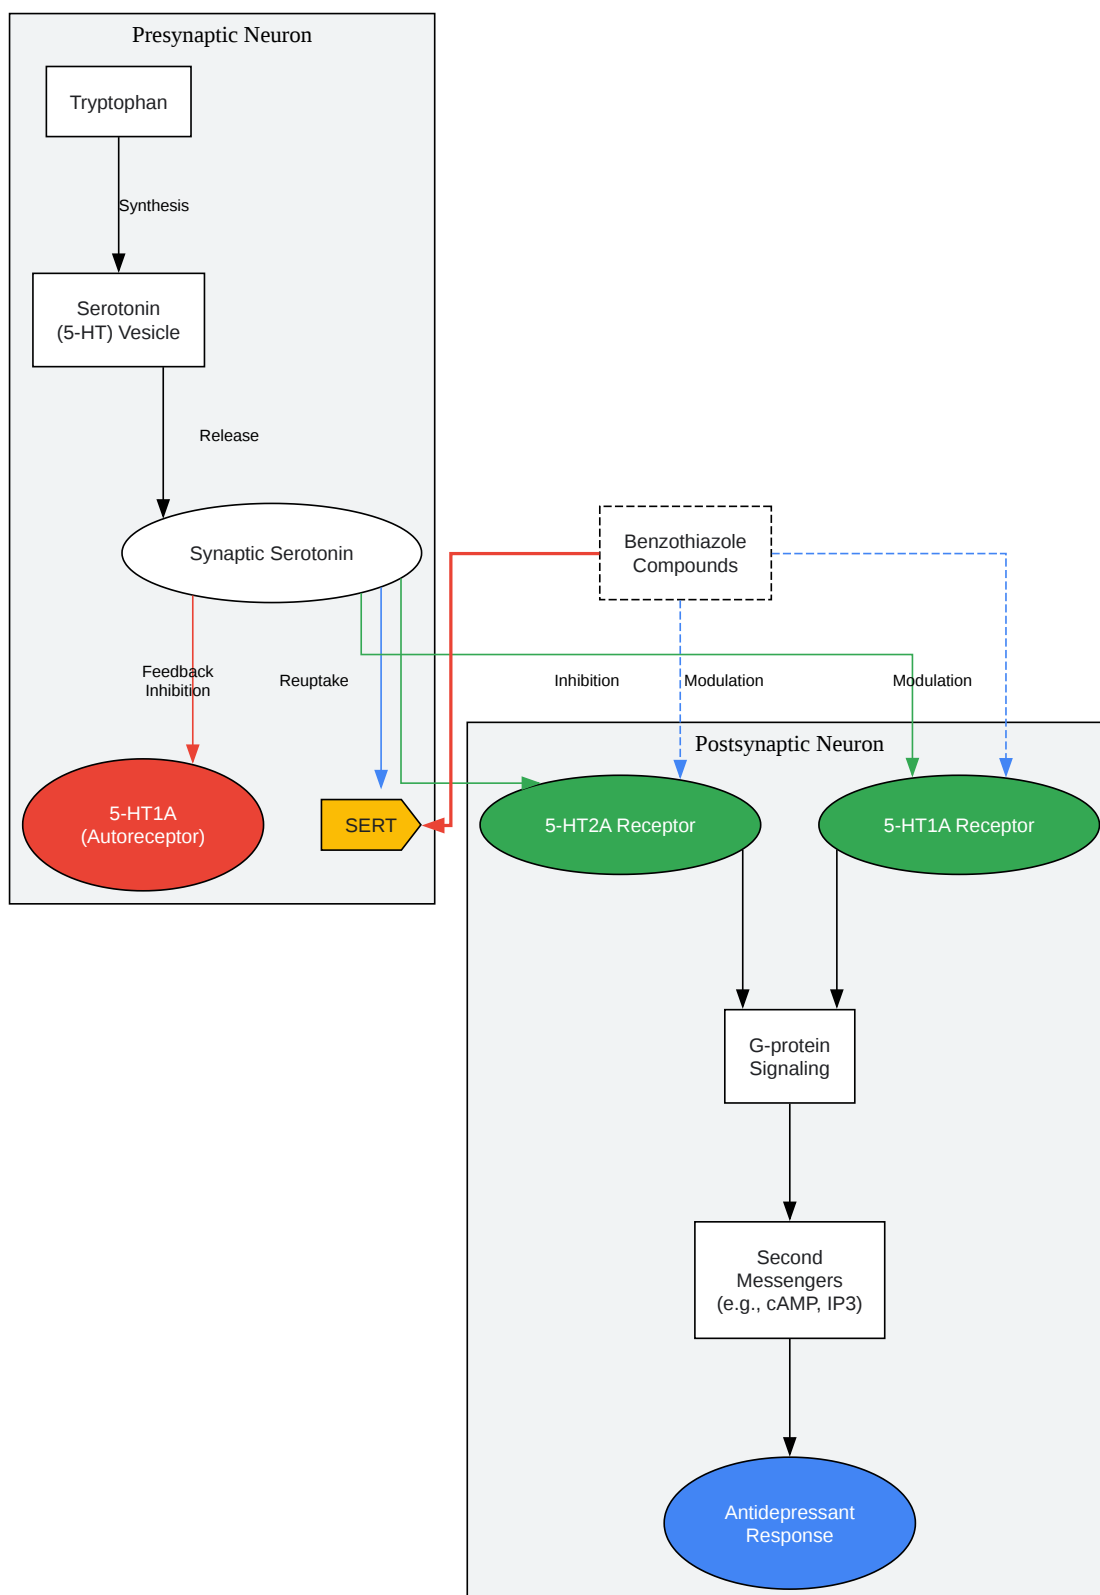 Presynaptic Neuron
Tryptophan
Synthesis
Serotonin
(5-HT) Vesicle
Release
Synaptic Serotonin
Benzothiazole
Compounds
Feedback
Inhibition
Reuptake
Inhibition
Modulation
Modulation
Postsynaptic Neuron
5-HT1A
(Autoreceptor)
SERT
5-HT2A Receptor
5-HT1A Receptor
G-protein
Signaling
Second
Messengers
(e.g., cAMP, IP3)
Antidepressant
Response